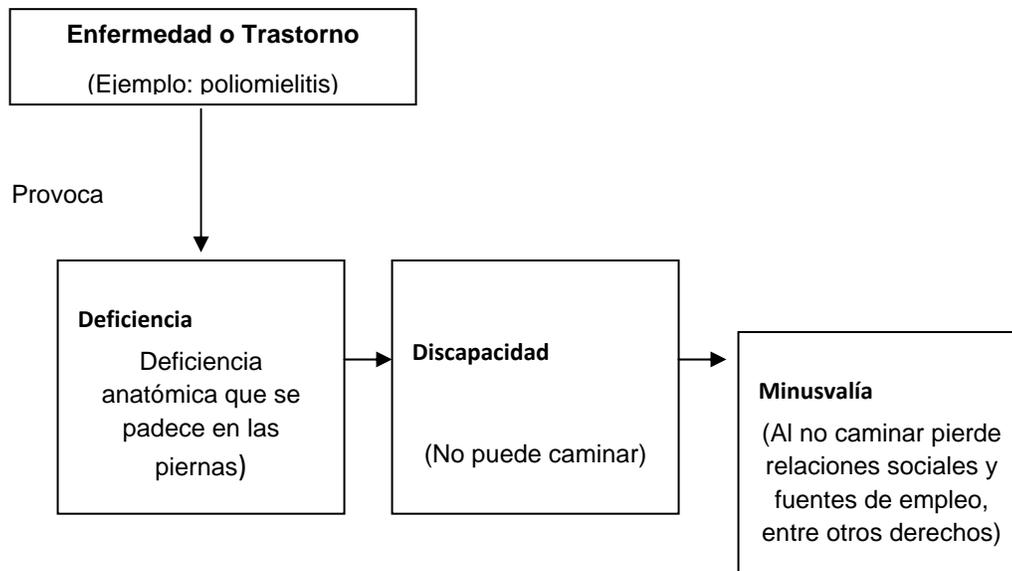 Enfermedad o Trastorno
(Ejemplo: poliomielitis)
Provoca
Deficiencia
Deficiencia
anatómica que se
padece en las
piernas)
Discapacidad
(No puede caminar)
Minusvalía
(Al no caminar pierde
relaciones sociales y
fuentes de empleo,
entre otros derechos)